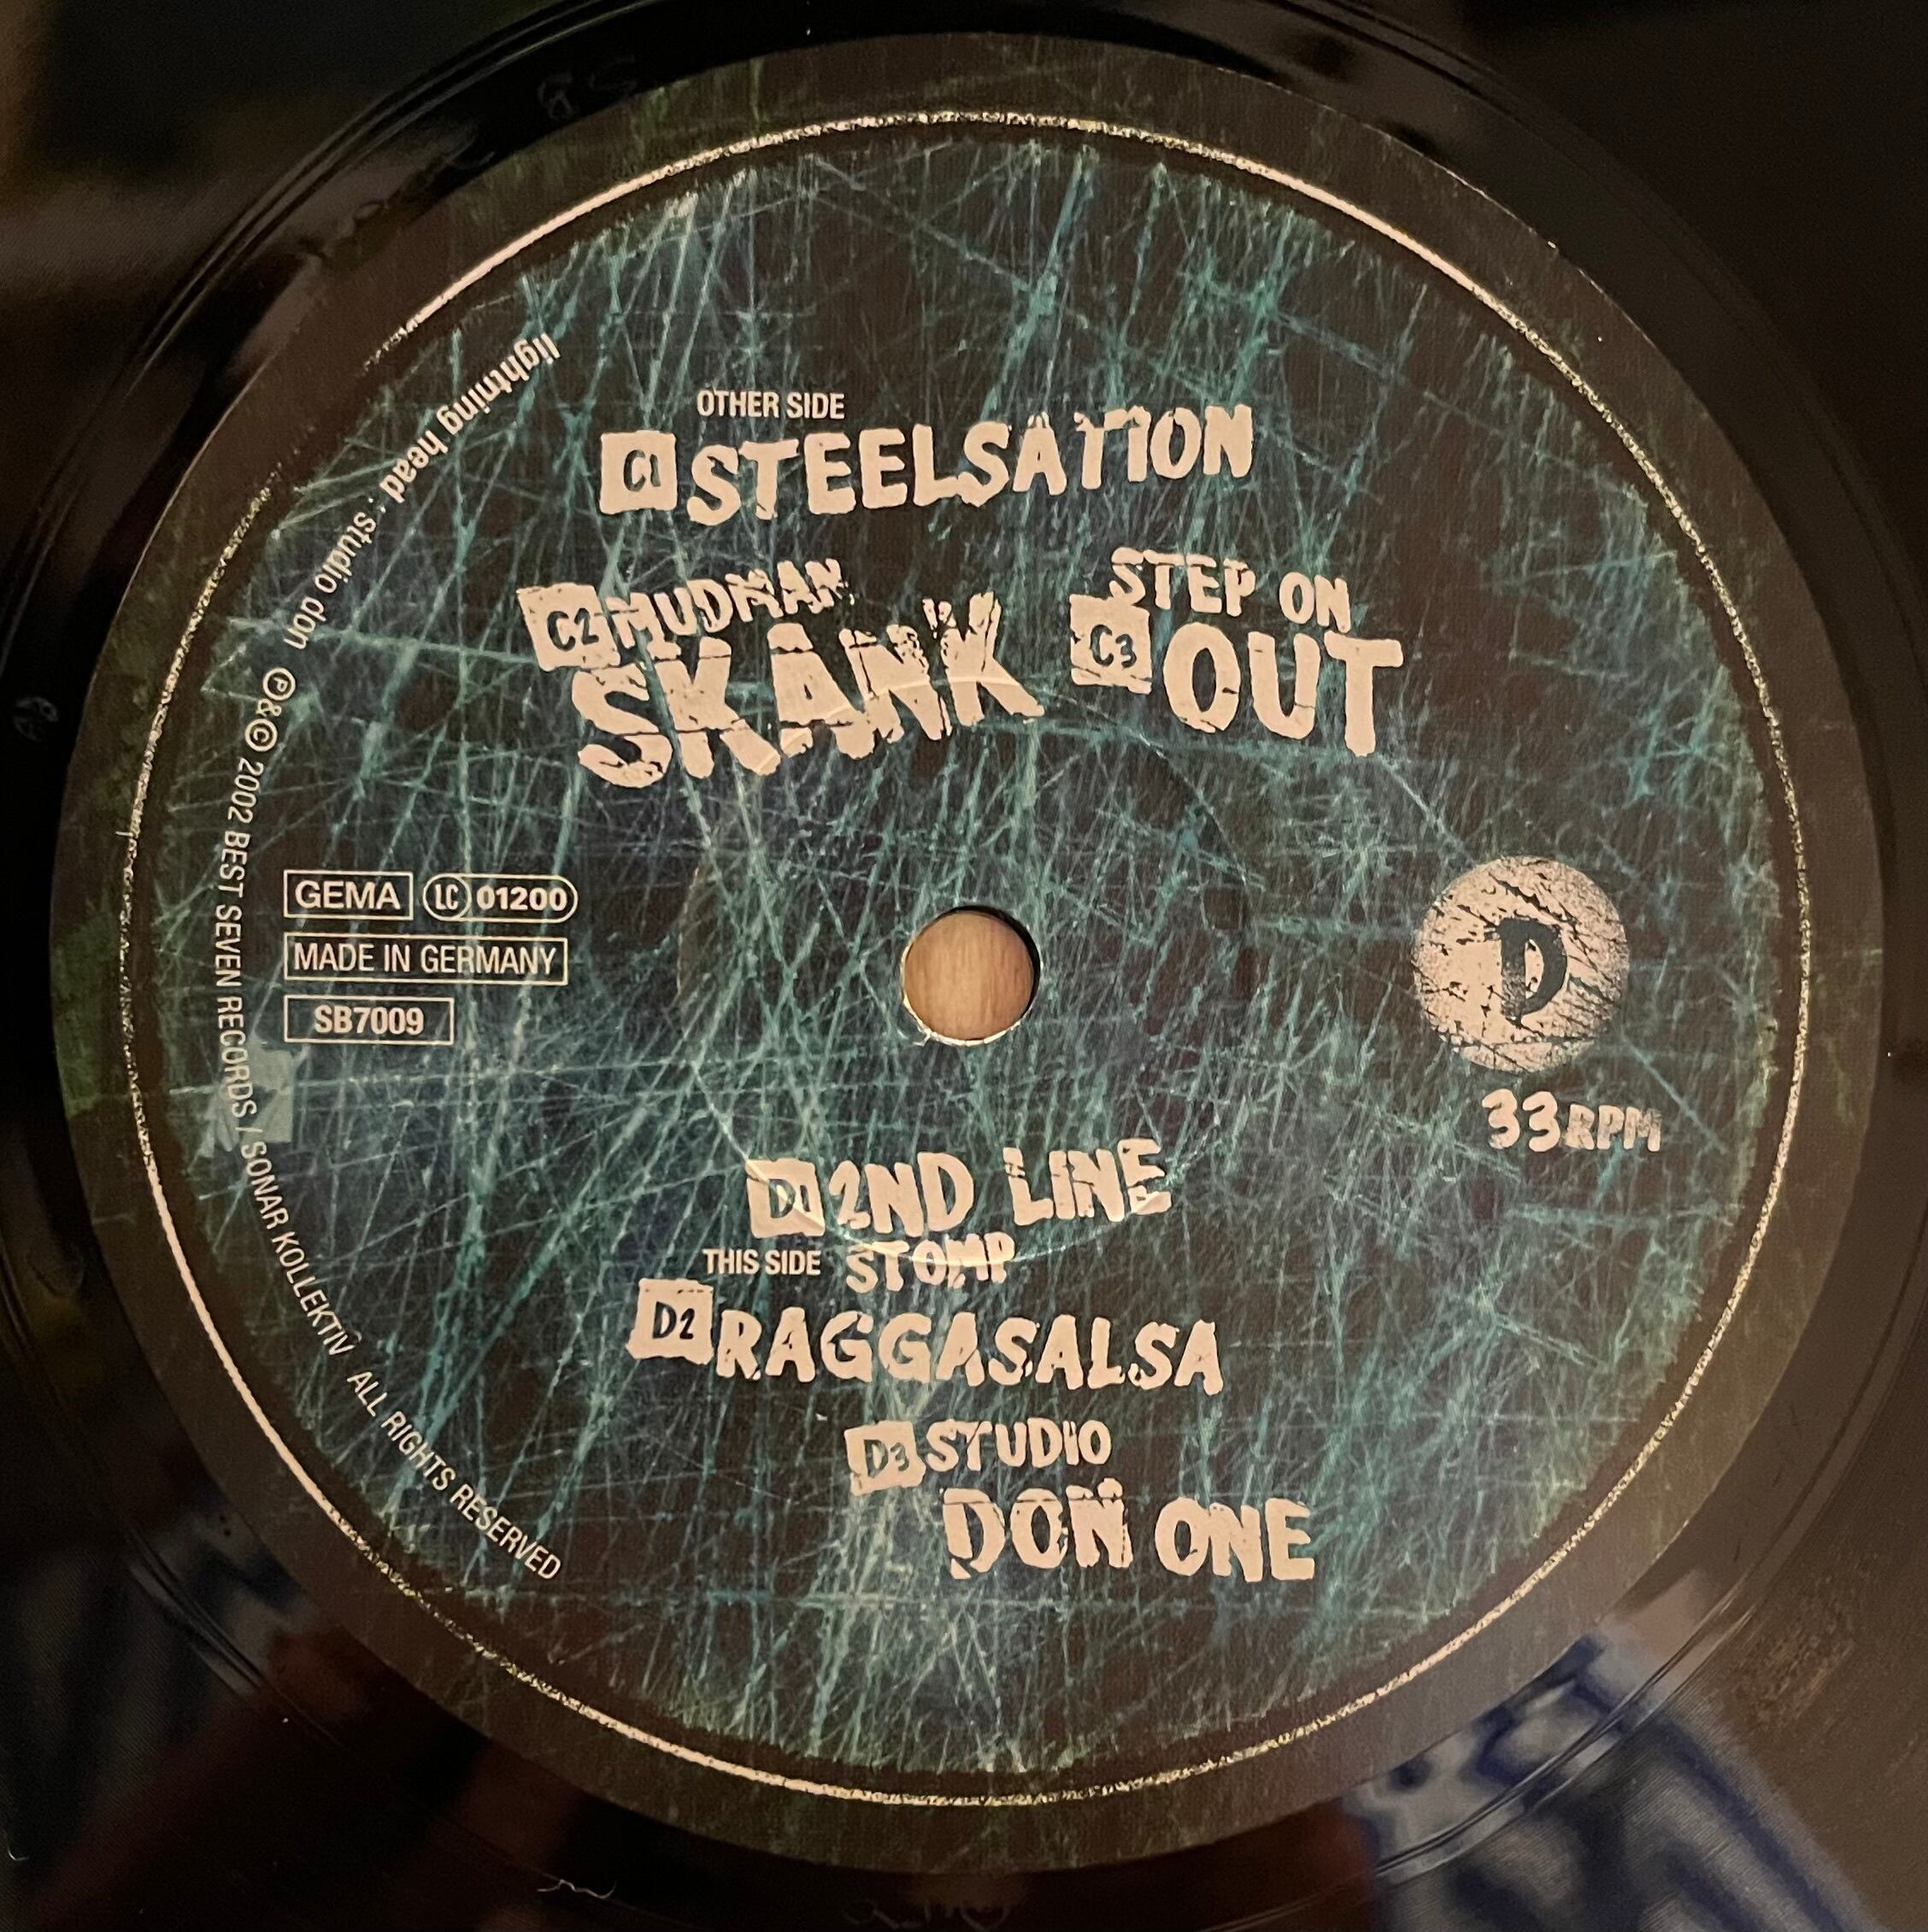 OTHER SIDE
C1 STEELSATION
C2 MUDMAN
SKANK
STEP ON
C3 OUT
lightning head : studio don ℗&© 2002 BEST SEVEN RECORDS / SONAR KOLLEKTIV ALL RIGHTS RESERVED
GEMA LC 01200
MADE IN GERMANY
SB7009
D
33RPM
D1 2ND LINE
STOMP
THIS SIDE
D2 RAGGASALSA
D3 STUDIO
DON ONE